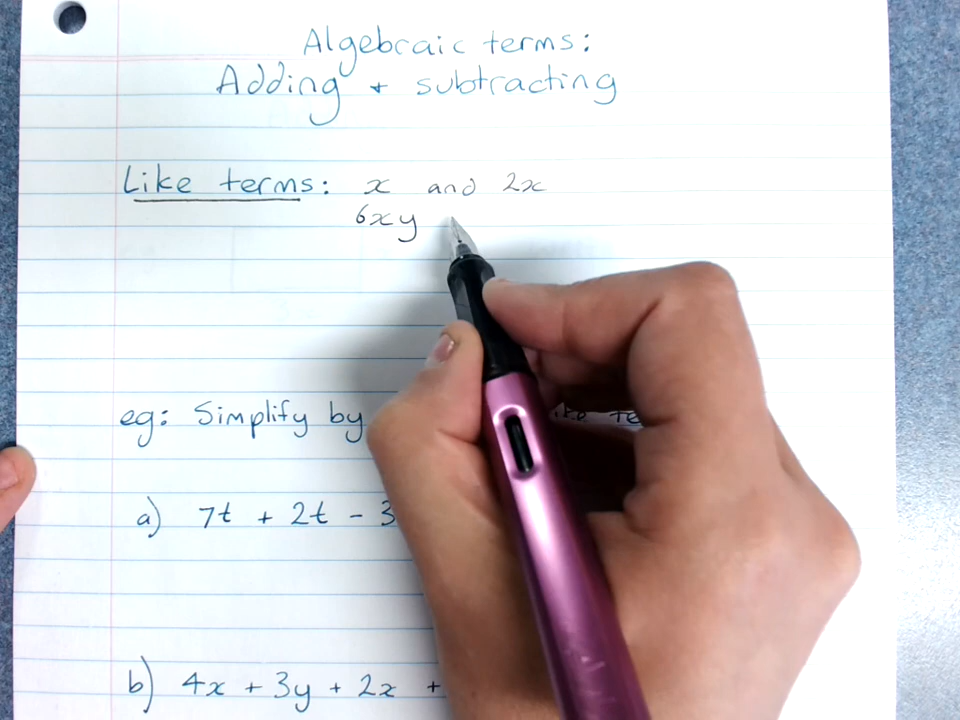 Algebraic terms:
Adding + subtracting
Like terms: x and 2x
6xy
eg: Simplify by
a) 7t + 2t - 3
b) 4x + 3y + 2x +